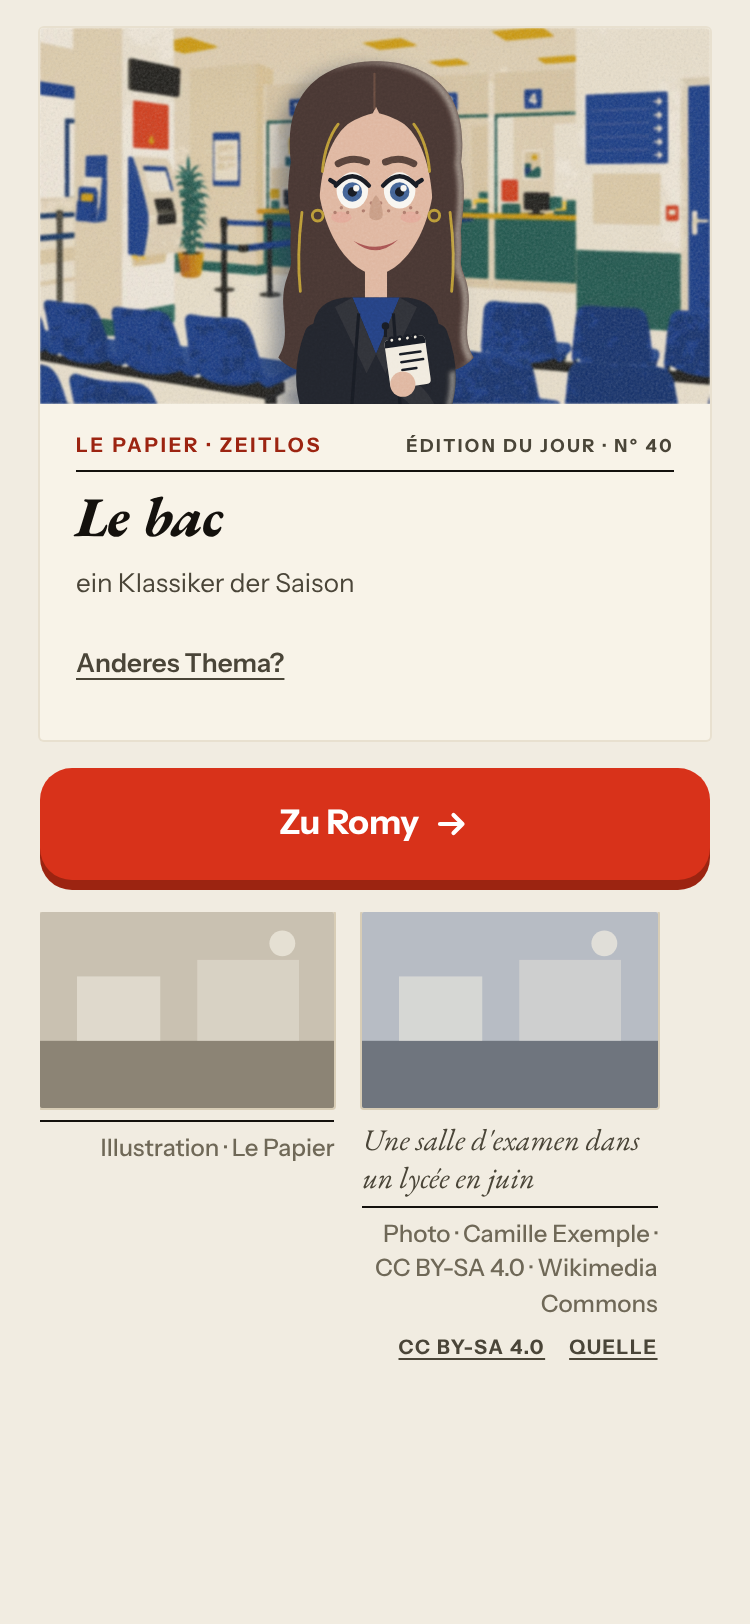 4
4
LE PAPIER · ZEITLOS
ÉDITION DU JOUR · N° 40
Le bac
ein Klassiker der Saison
Anderes Thema?
Zu Romy →
Illustration · Le Papier
Une salle d'examen dans
un lycée en juin
Photo · Camille Exemple ·
CC BY-SA 4.0 · Wikimedia
Commons
CC BY-SA 4.0 QUELLE